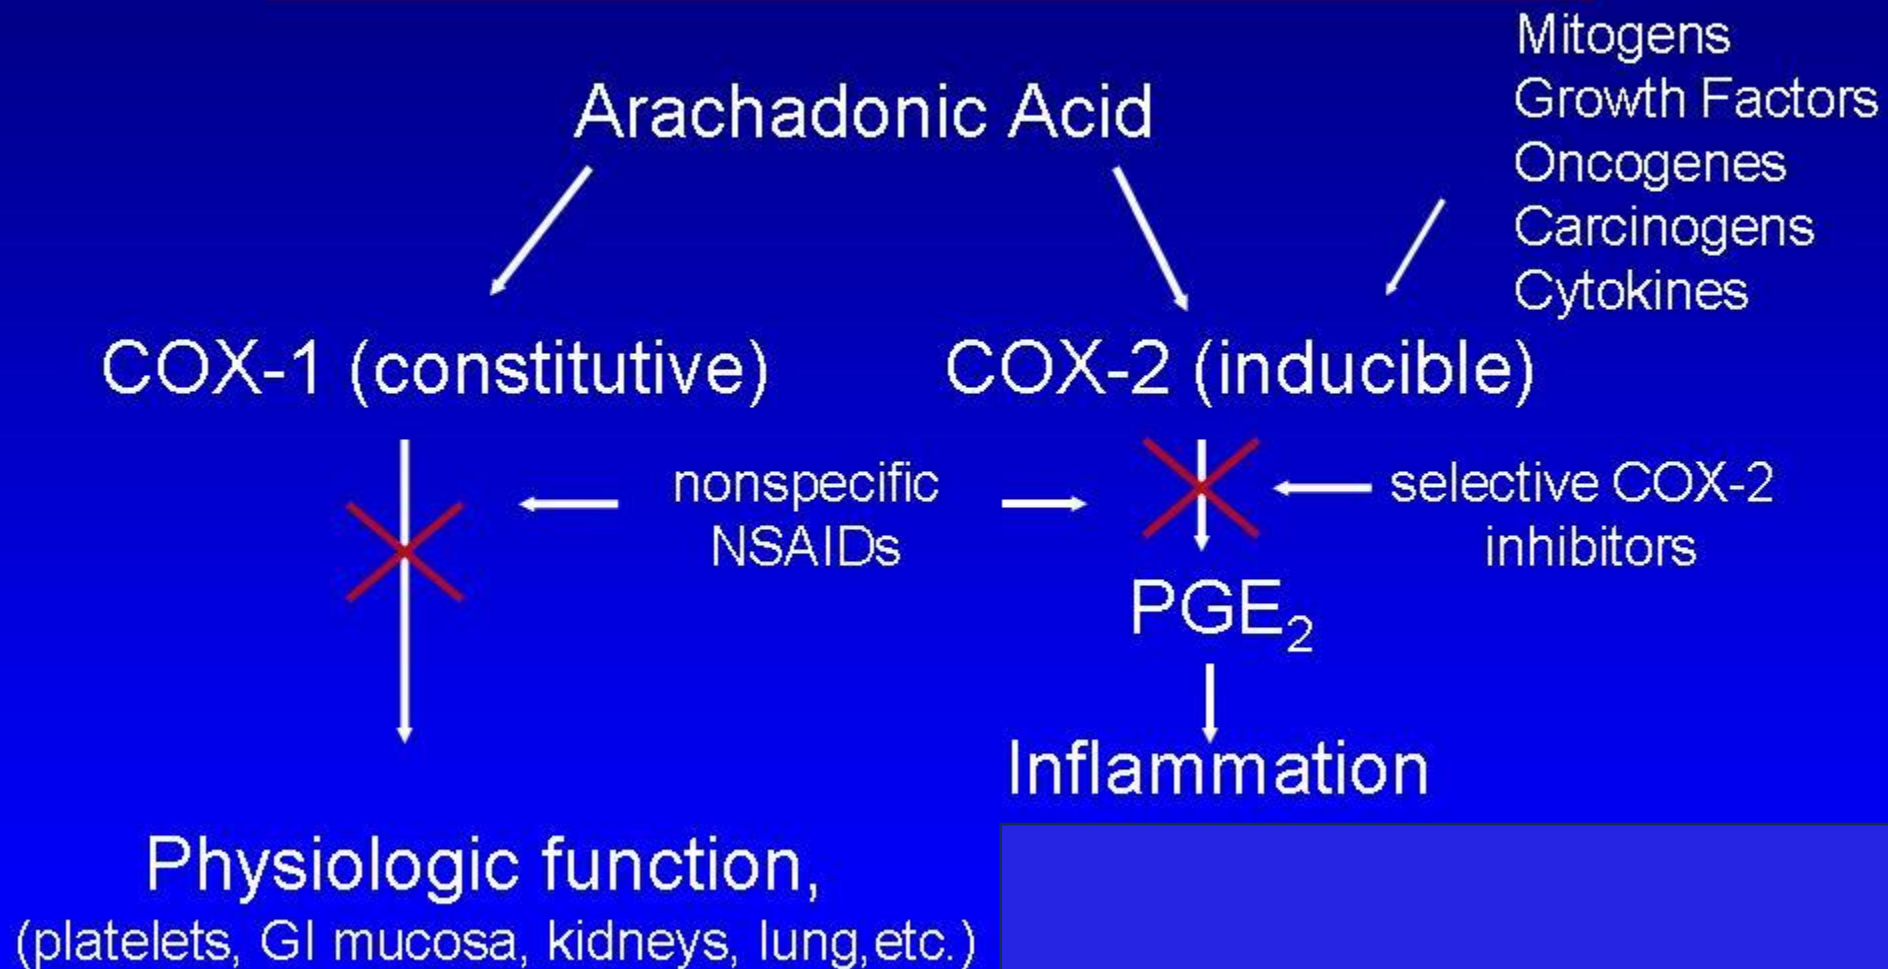 Mitogens
Growth Factors
Oncogenes
Carcinogens
Cytokines
Arachadonic Acid
COX-1 (constitutive)
COX-2 (inducible)
nonspecific
NSAIDs
selective COX-2
inhibitors
PGE₂
Inflammation
Physiologic function,
(platelets, GI mucosa, kidneys, lung,etc.)